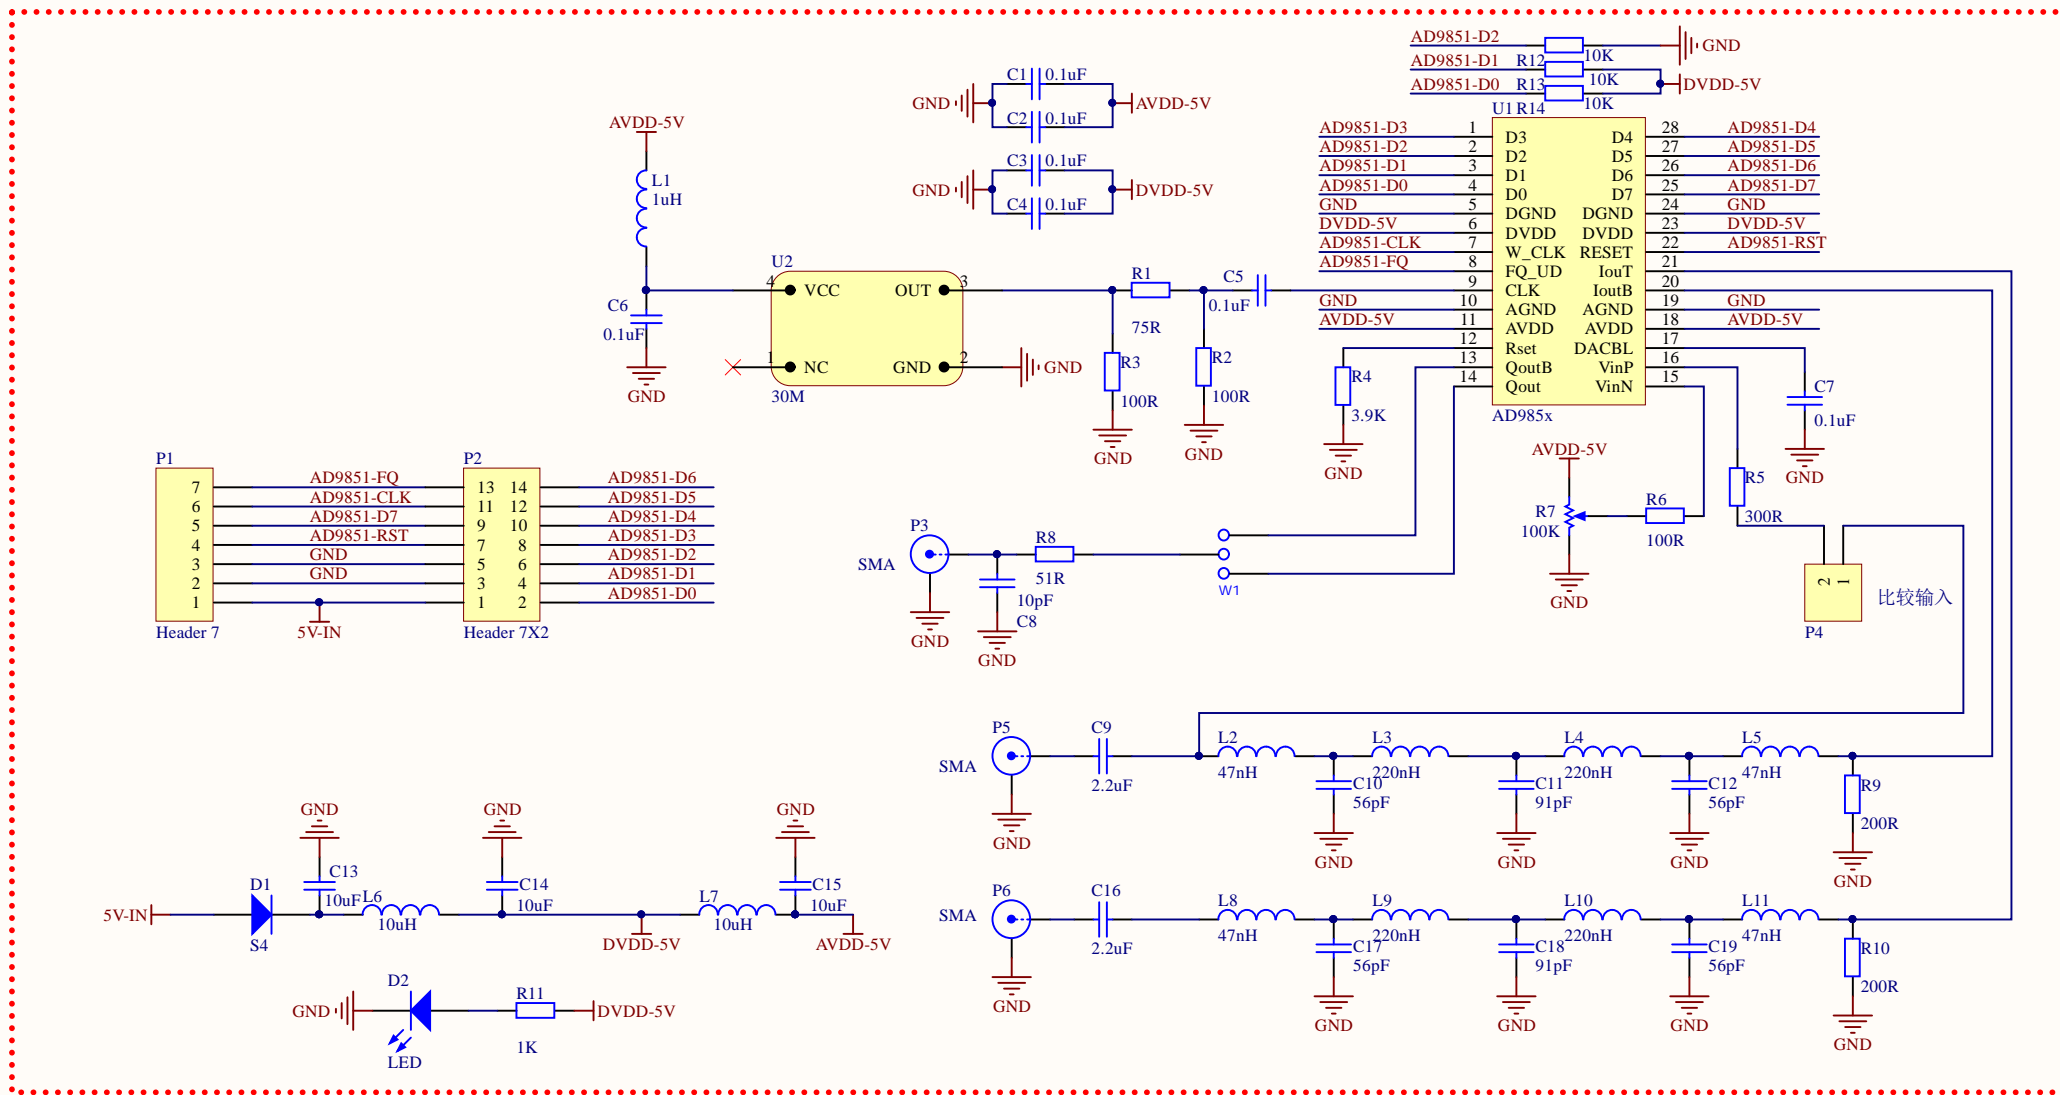 AD9851-D2
GND
10K
AD9851-D1
R12
10K
DVDD-5V
AD9851-D0
R13
10K
U1
R14
C1
0.1uF
GND
AVDD-5V
C2
0.1uF
C3
0.1uF
GND
DVDD-5V
C4
0.1uF
AVDD-5V
L1
1uH
C6
0.1uF
GND
U2
4
VCC
OUT
3
1
NC
GND
2
GND
30M
R1
75R
R3
100R
GND
C5
0.1uF
R2
100R
GND
AD9851-D3 1 D3 D4 28 AD9851-D4
AD9851-D2 2 D2 D5 27 AD9851-D5
AD9851-D1 3 D1 D6 26 AD9851-D6
AD9851-D0 4 D0 D7 25 AD9851-D7
GND 5 DGND DGND 24 GND
DVDD-5V 6 DVDD DVDD 23 DVDD-5V
AD9851-CLK 7 W_CLK RESET 22 AD9851-RST
AD9851-FQ 8 FQ_UD IouT 21
9 CLK IoutB 20
GND 10 AGND AGND 19 GND
AVDD-5V 11 AVDD AVDD 18 AVDD-5V
12 Rset DACBL 17
13 QoutB VinP 16
14 Qout VinN 15
AD985x
R4
3.9K
GND
C7
0.1uF
GND
AVDD-5V
R7
100K
GND
R6
100R
R5
300R
2 1
比较输入
P4
P1
P2
7 AD9851-FQ 13 14 AD9851-D6
6 AD9851-CLK 11 12 AD9851-D5
5 AD9851-D7 9 10 AD9851-D4
4 AD9851-RST 7 8 AD9851-D3
3 GND 5 6 AD9851-D2
2 GND 3 4 AD9851-D1
1 1 2 AD9851-D0
Header 7
5V-IN
Header 7X2
P3
SMA
GND
R8
51R
10pF
C8
GND
W1
P5
SMA
GND
C9
2.2uF
L2
47nH
C10
56pF
GND
L3
220nH
C11
91pF
GND
L4
220nH
C12
56pF
GND
L5
47nH
R9
200R
GND
P6
SMA
GND
C16
2.2uF
L8
47nH
C17
56pF
GND
L9
220nH
C18
91pF
GND
L10
220nH
C19
56pF
GND
L11
47nH
R10
200R
GND
GND
GND
GND
5V-IN
D1
S4
C13
10uF
L6
10uH
C14
10uF
DVDD-5V
L7
10uH
C15
10uF
AVDD-5V
D2
GND
LED
R11
1K
DVDD-5V